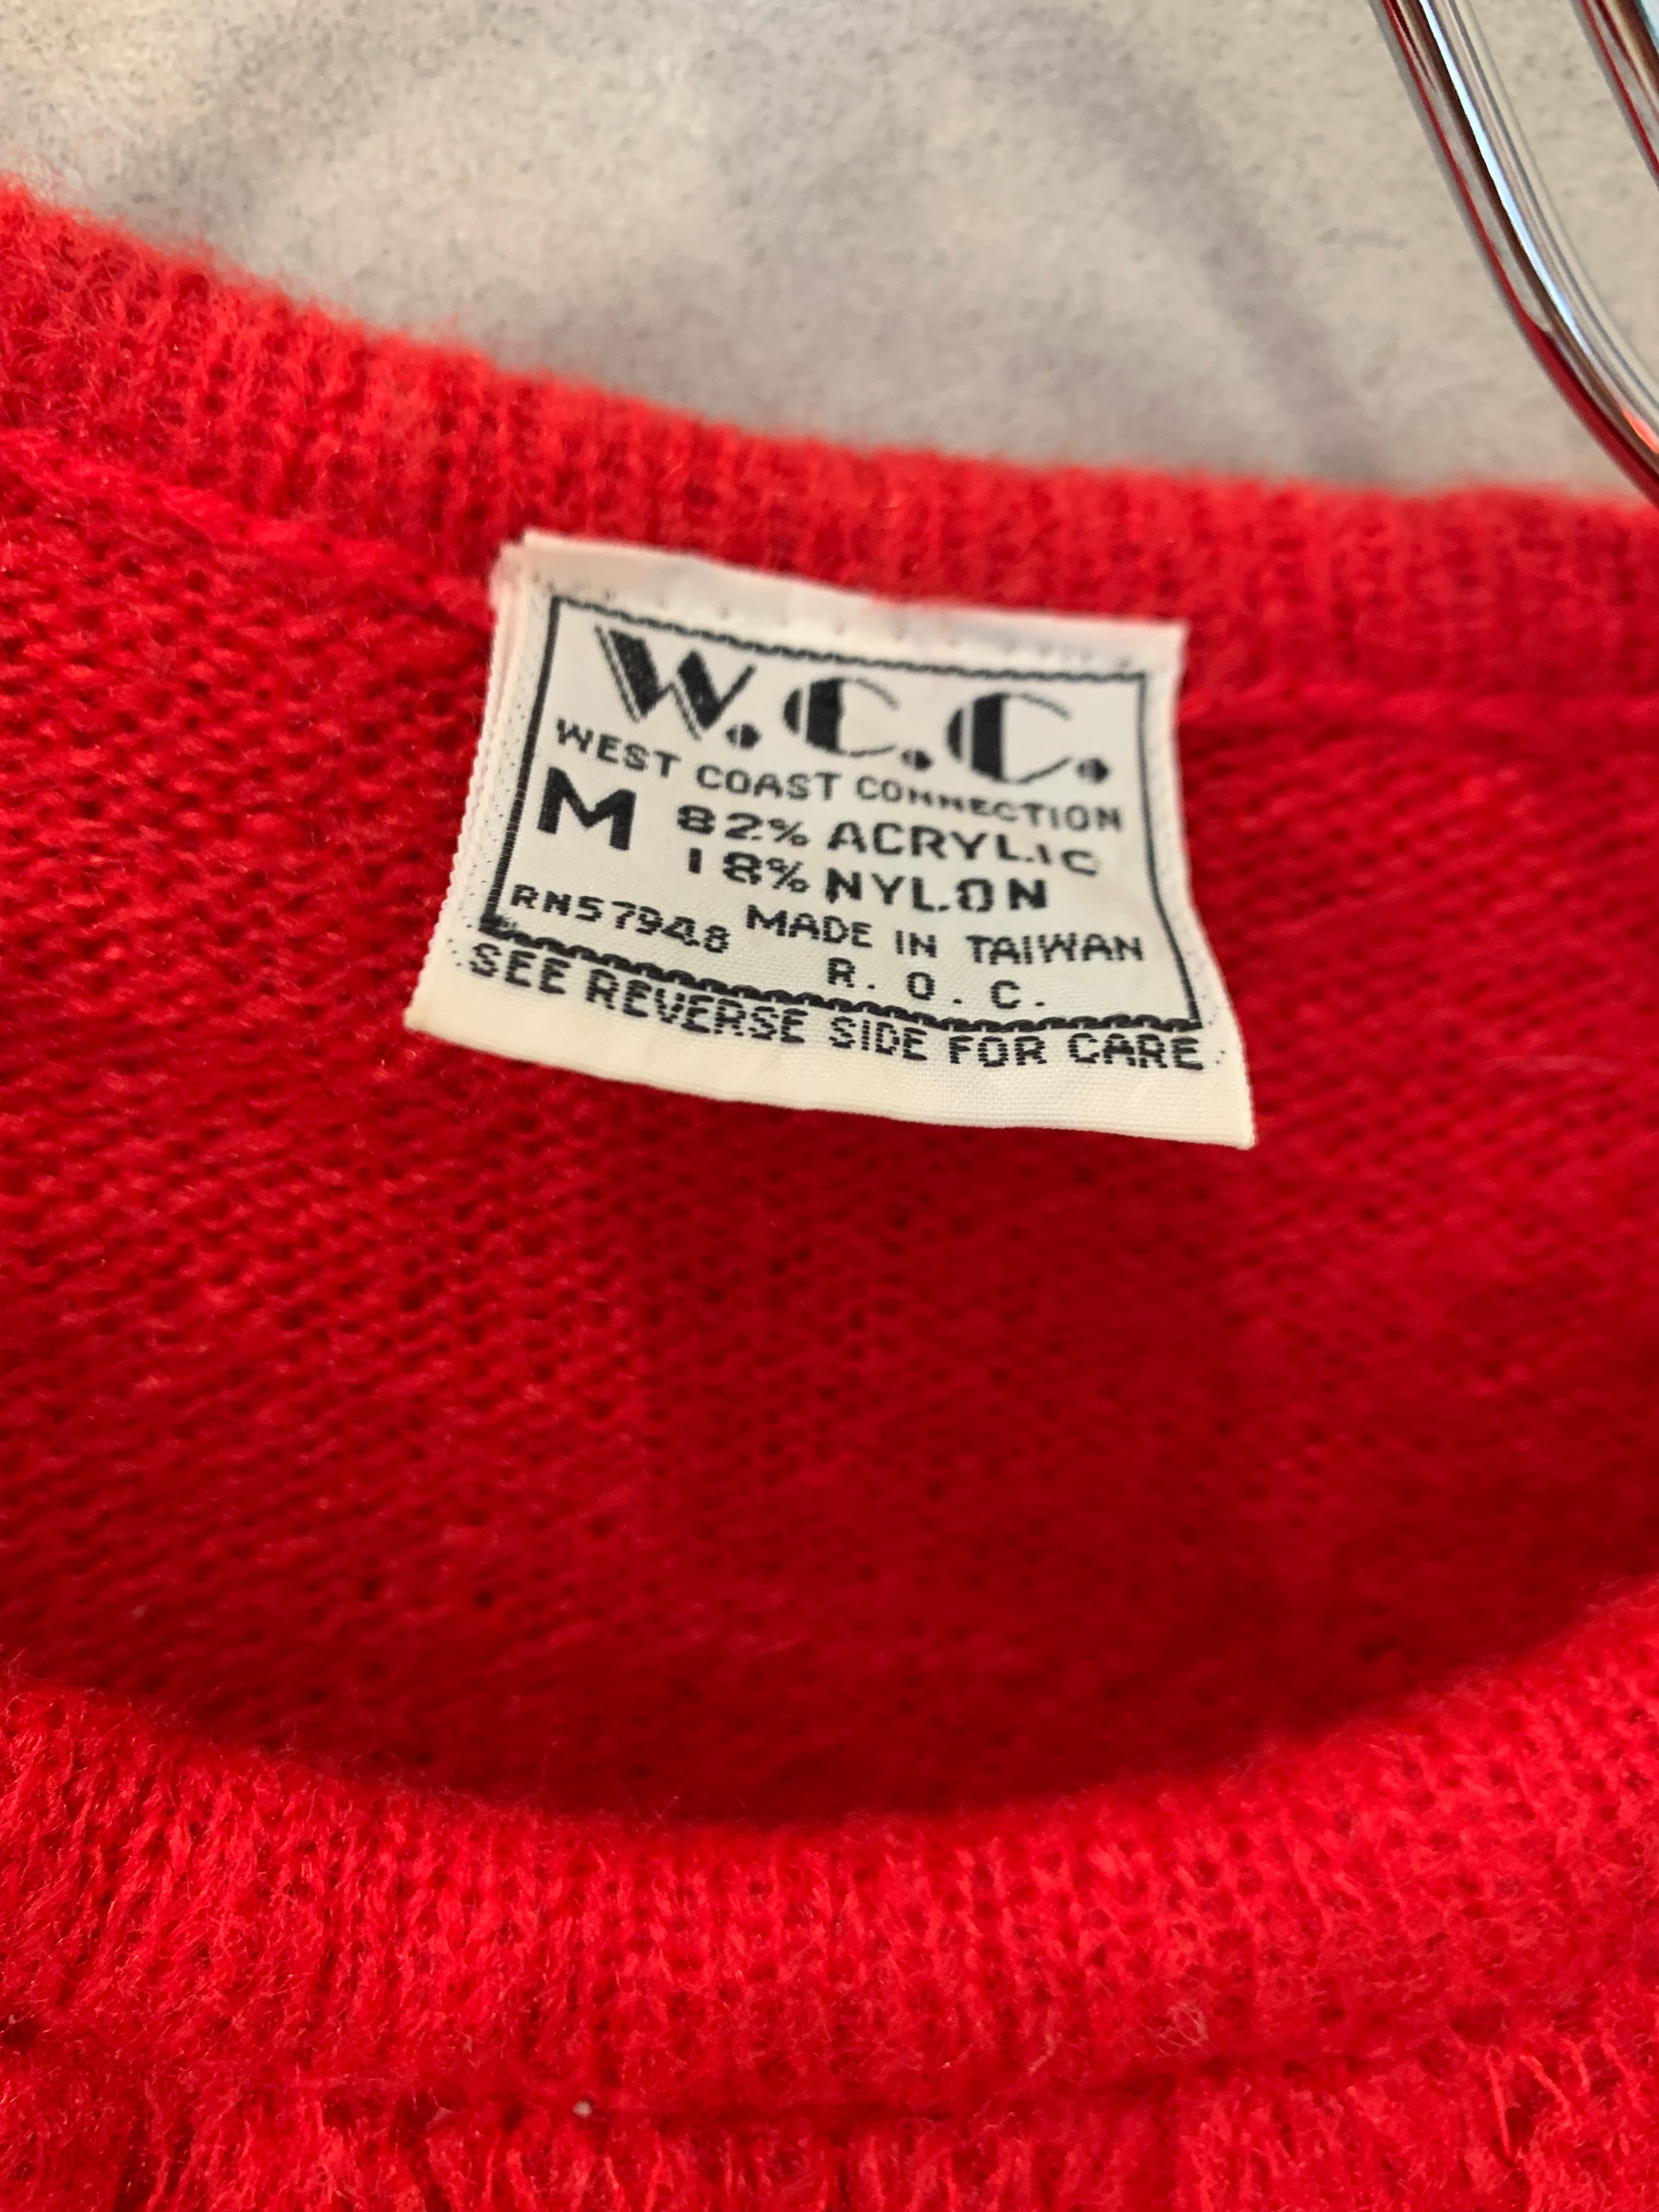 W.C.C.
WEST COAST CONNECTION
M 82% ACRYLIC
18% NYLON
RN57948 MADE IN TAIWAN
R. O. C.
SEE REVERSE SIDE FOR CARE